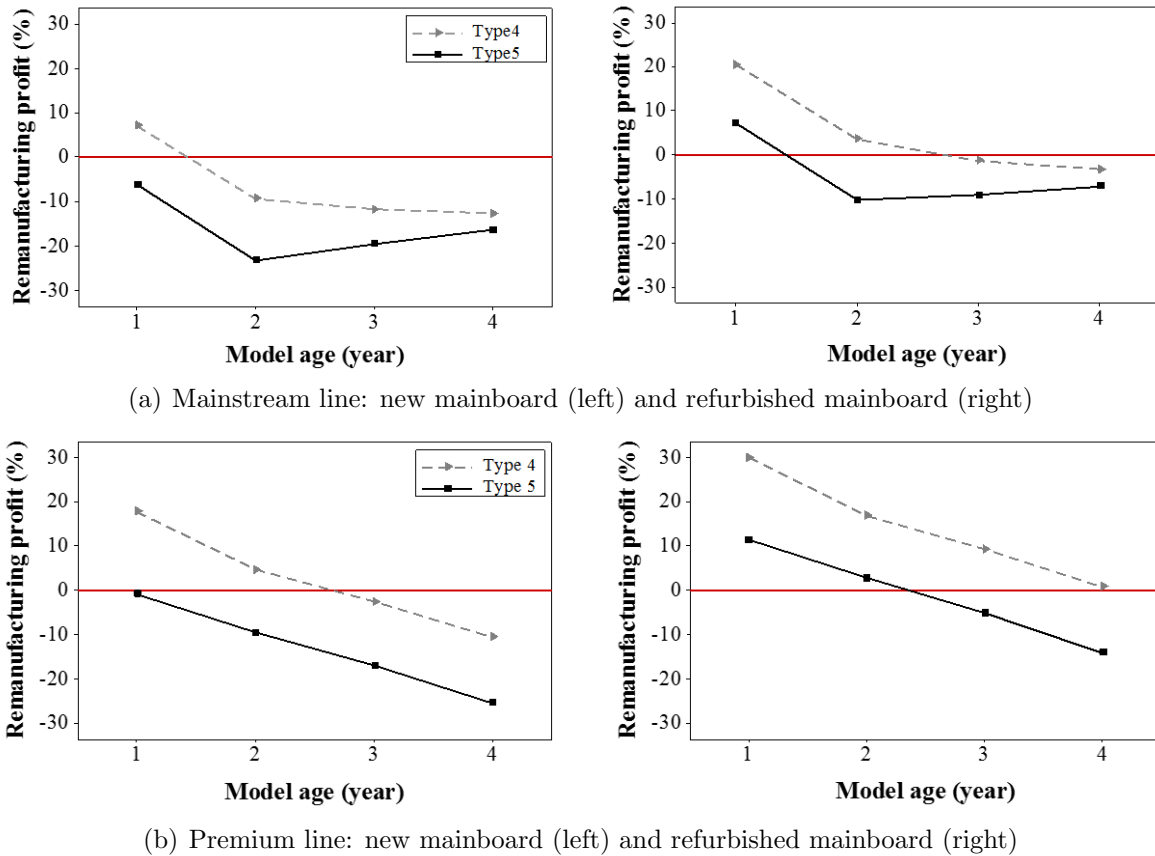 Remanufacturing profit (%)
30
20
10
0
-10
-20
-30
Type4
Type5
1 2 3 4
Model age (year)
Remanufacturing profit (%)
30
20
10
0
-10
-20
-30
1 2 3 4
Model age (year)
(a) Mainstream line: new mainboard (left) and refurbished mainboard (right)
Remanufacturing profit (%)
30
20
10
0
-10
-20
-30
Type 4
Type 5
1 2 3 4
Model age (year)
Remanufacturing profit (%)
30
20
10
0
-10
-20
-30
1 2 3 4
Model age (year)
(b) Premium line: new mainboard (left) and refurbished mainboard (right)